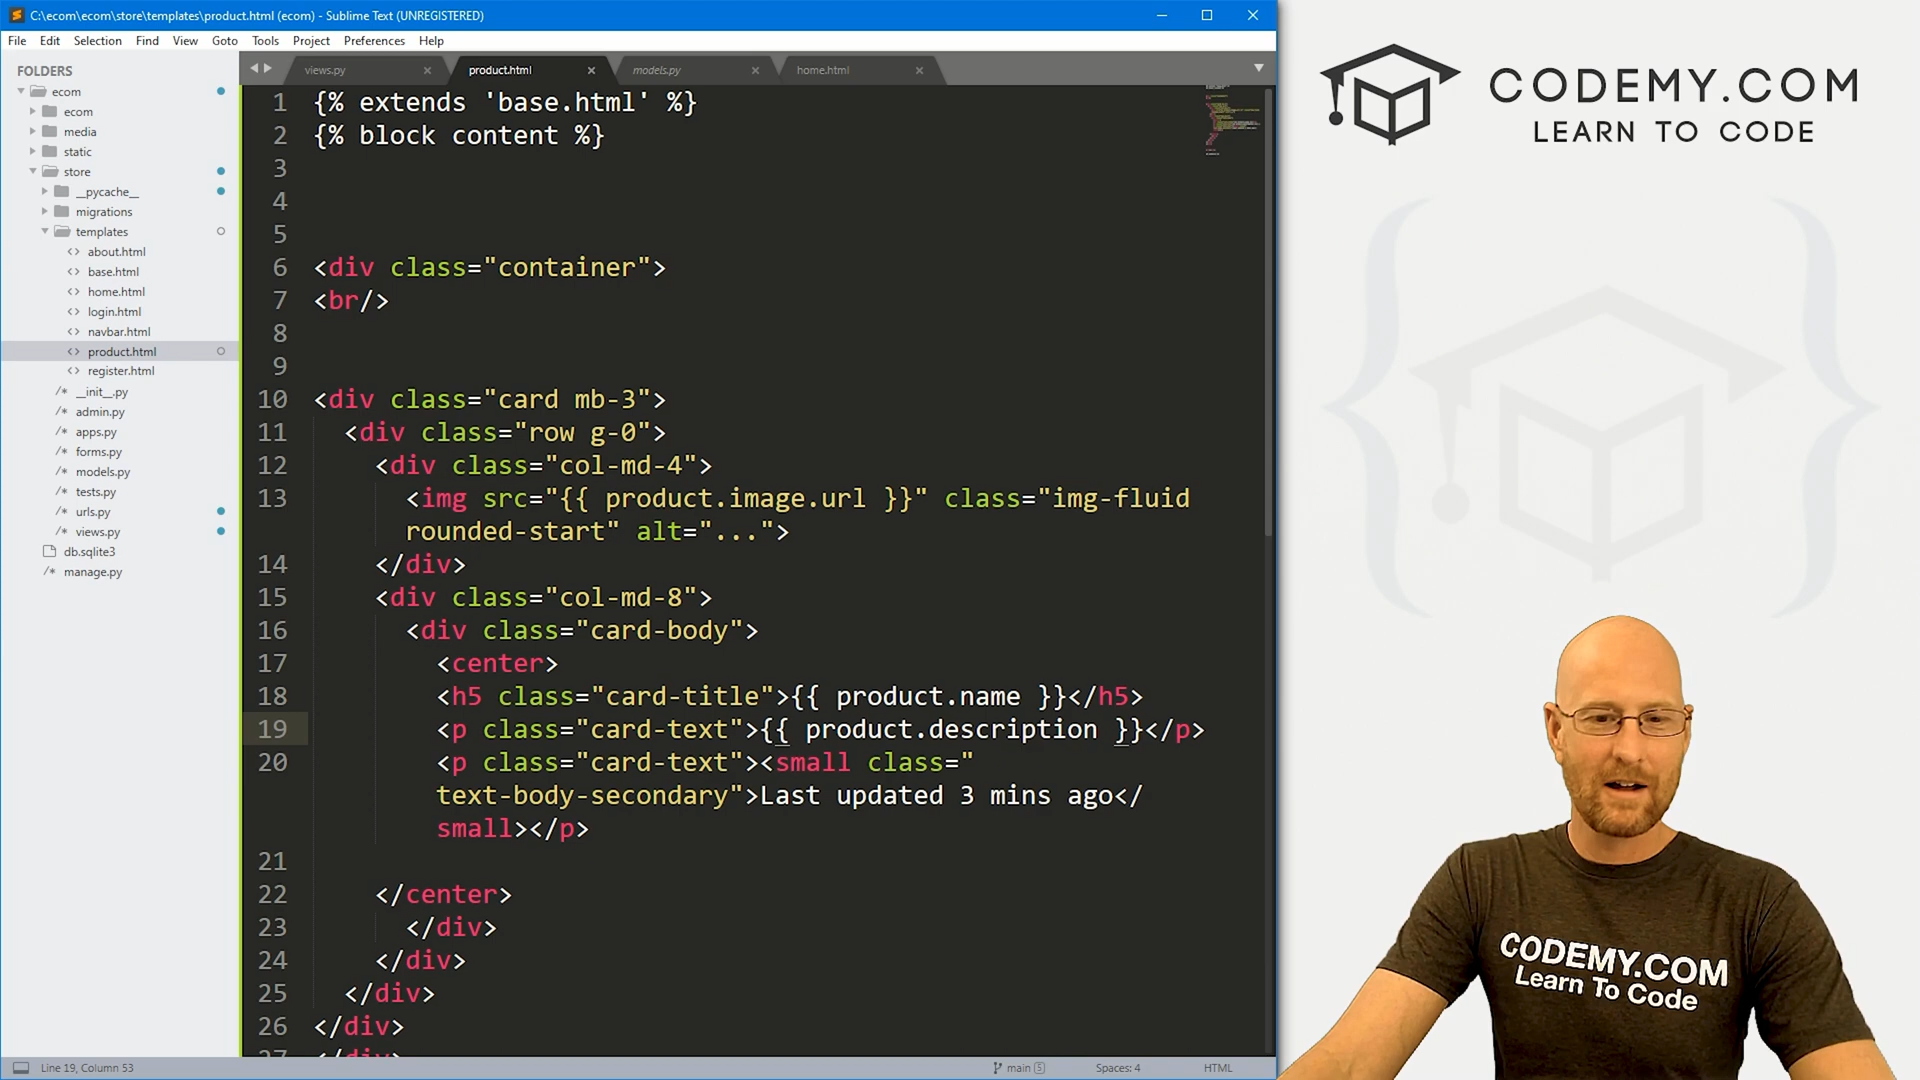 C:\ecom\ecom\store\templates\product.html (ecom) - Sublime Text (UNREGISTERED)
File Edit Selection Find View Goto Tools Project Preferences Help
FOLDERS
ecom
ecom
media
static
store
__pycache__
migrations
templates
<> about.html
<> base.html
<> home.html
<> login.html
<> navbar.html
<> product.html
<> register.html
/* __init__.py
/* admin.py
/* apps.py
/* forms.py
/* models.py
/* tests.py
/* urls.py
/* views.py
db.sqlite3
/* manage.py
views.py product.html models.py home.html
1 {% extends 'base.html' %}
2 {% block content %}
3
4
5
6 <div class="container">
7 <br/>
8
9
10 <div class="card mb-3">
11 <div class="row g-0">
12 <div class="col-md-4">
13 <img src="{{ product.image.url }}" class="img-fluid
rounded-start" alt="...">
14 </div>
15 <div class="col-md-8">
16 <div class="card-body">
17 <center>
18 <h5 class="card-title">{{ product.name }}</h5>
19 <p class="card-text">{{ product.description }}</p>
20 <p class="card-text"><small class="
text-body-secondary">Last updated 3 mins ago</
small></p>
21
22 </center>
23 </div>
24 </div>
25 </div>
26 </div>
27 </div>
Line 19, Column 53 main 5 Spaces: 4 HTML
CODEMY.COM
LEARN TO CODE
CODEMY.COM
Learn To Code